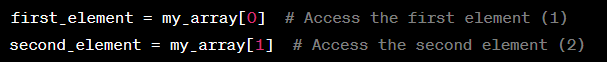 first_element = my_array[0]  # Access the first element (1)
second_element = my_array[1]  # Access the second element (2)